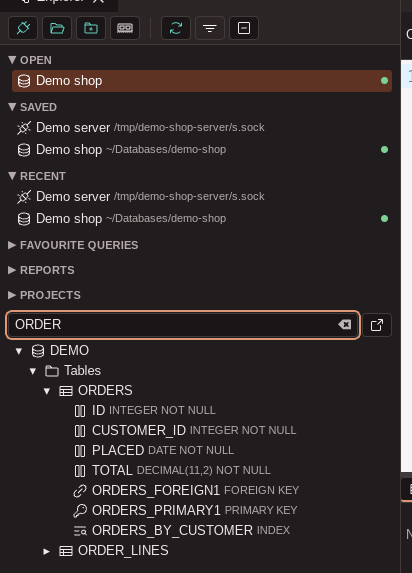 Explorer
OPEN
Demo shop
SAVED
Demo server /tmp/demo-shop-server/s.sock
Demo shop ~/Databases/demo-shop
RECENT
Demo server /tmp/demo-shop-server/s.sock
Demo shop ~/Databases/demo-shop
FAVOURITE QUERIES
REPORTS
PROJECTS
ORDER
DEMO
Tables
ORDERS
ID INTEGER NOT NULL
CUSTOMER_ID INTEGER NOT NULL
PLACED DATE NOT NULL
TOTAL DECIMAL(11,2) NOT NULL
ORDERS_FOREIGN1 FOREIGN KEY
ORDERS_PRIMARY1 PRIMARY KEY
ORDERS_BY_CUSTOMER INDEX
ORDER_LINES